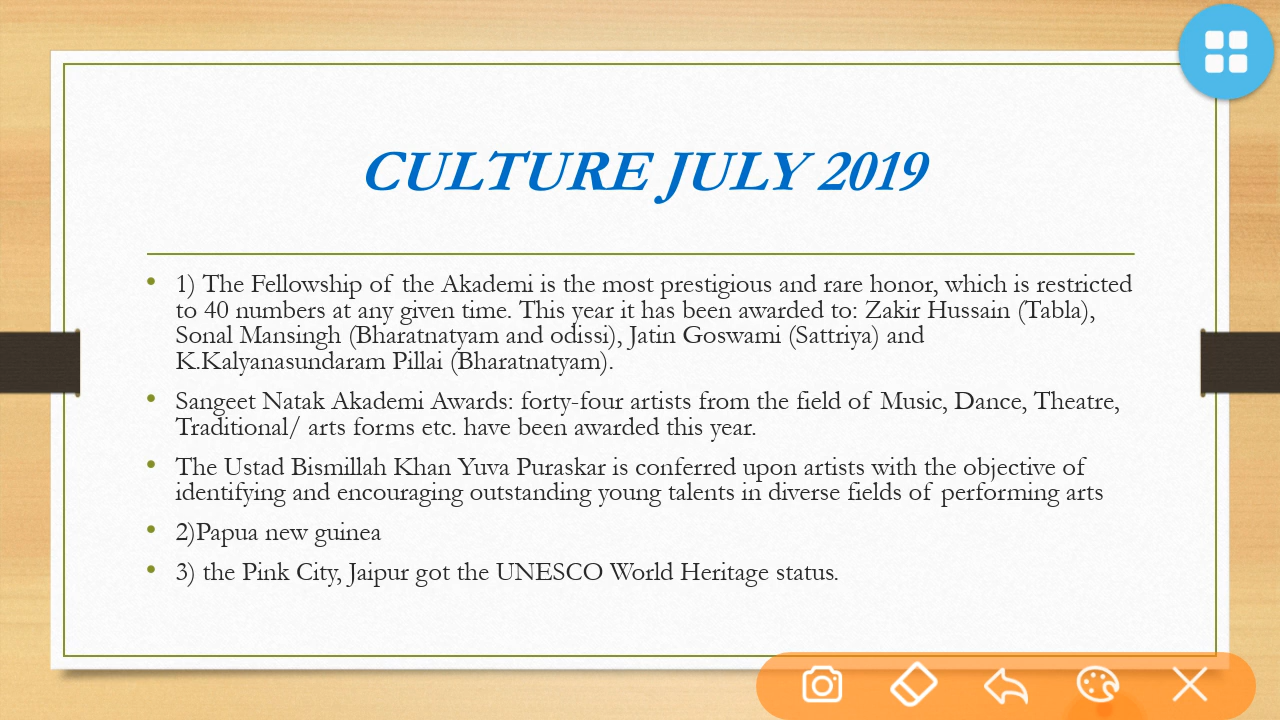 CULTURE JULY 2019
• 1) The Fellowship of the Akademi is the most prestigious and rare honor, which is restricted
to 40 numbers at any given time. This year it has been awarded to: Zakir Hussain (Tabla),
Sonal Mansingh (Bharatnatyam and odissi), Jatin Goswami (Sattriya) and
K.Kalyanasundaram Pillai (Bharatnatyam).
• Sangeet Natak Akademi Awards: forty-four artists from the field of Music, Dance, Theatre,
Traditional/ arts forms etc. have been awarded this year.
• The Ustad Bismillah Khan Yuva Puraskar is conferred upon artists with the objective of
identifying and encouraging outstanding young talents in diverse fields of performing arts
• 2)Papua new guinea
• 3) the Pink City, Jaipur got the UNESCO World Heritage status.